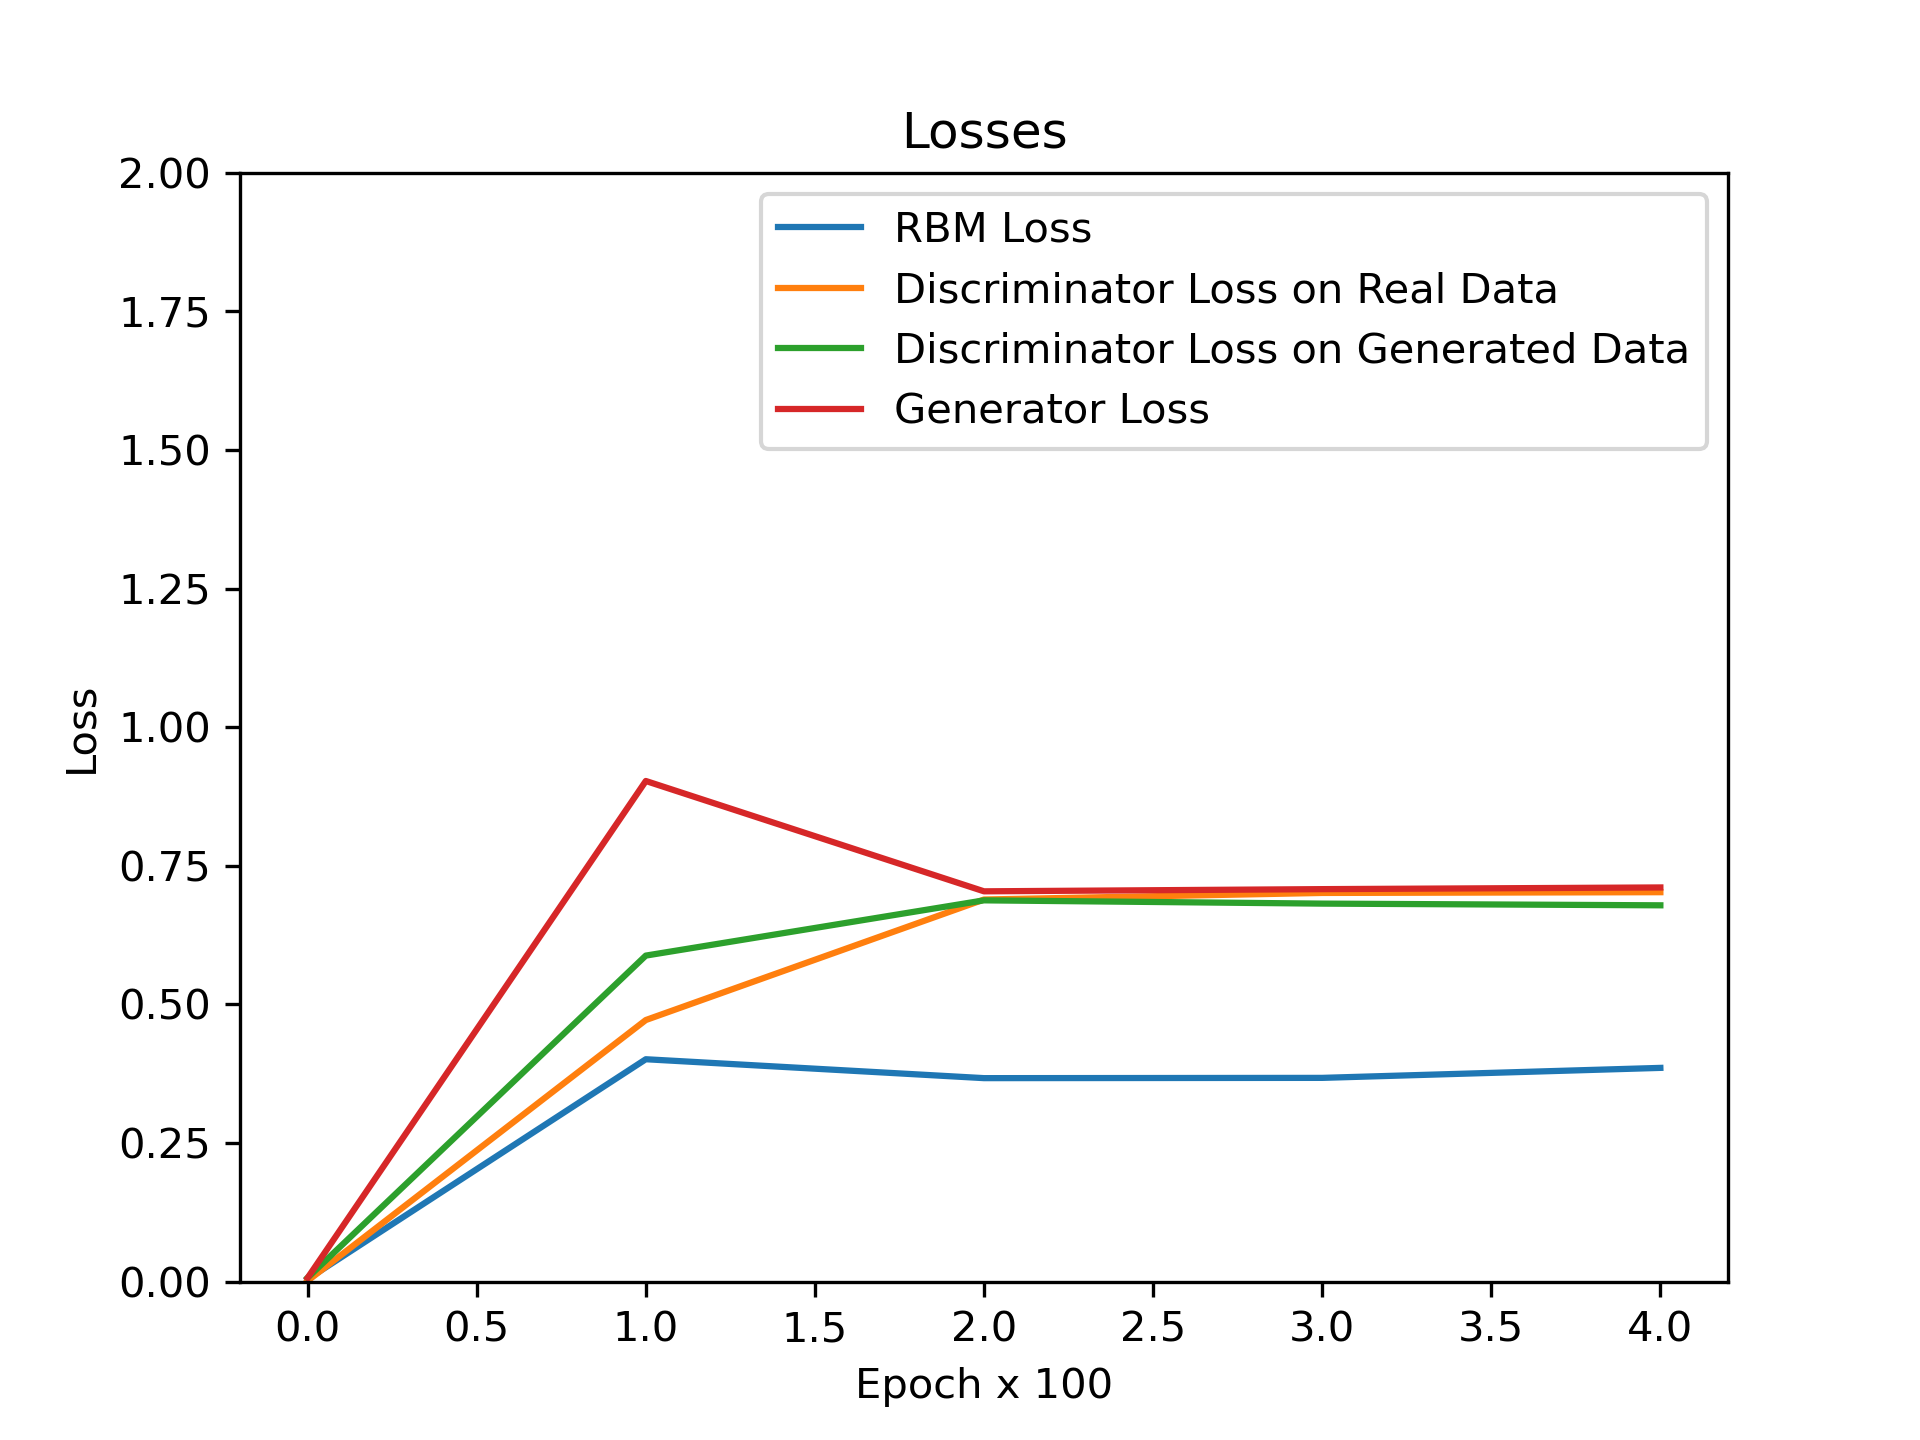 Losses
2.00
1.75
1.50
1.25
1.00
0.75
0.50
0.25
0.00
Loss
RBM Loss
Discriminator Loss on Real Data
Discriminator Loss on Generated Data
Generator Loss
0.0 0.5 1.0 1.5 2.0 2.5 3.0 3.5 4.0
Epoch x 100